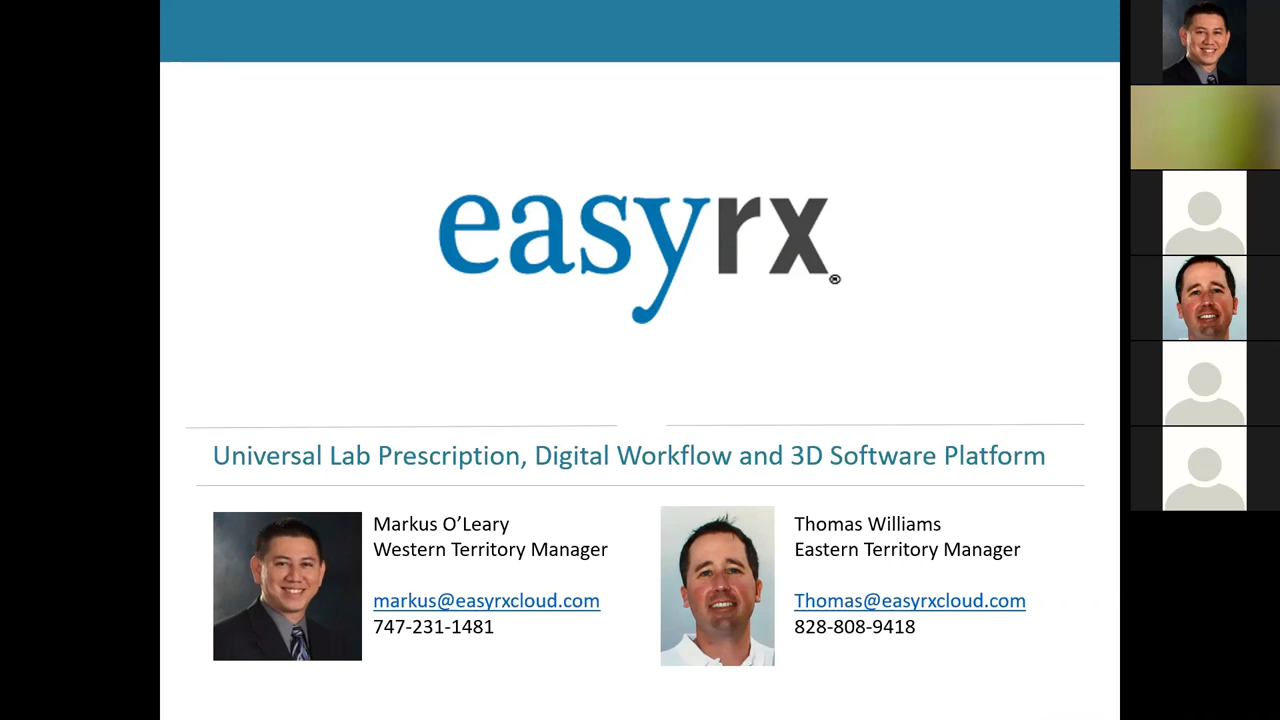 easyrx®
Universal Lab Prescription, Digital Workflow and 3D Software Platform
Markus O’Leary
Western Territory Manager
markus@easyrxcloud.com
747-231-1481
Thomas Williams
Eastern Territory Manager
Thomas@easyrxcloud.com
828-808-9418